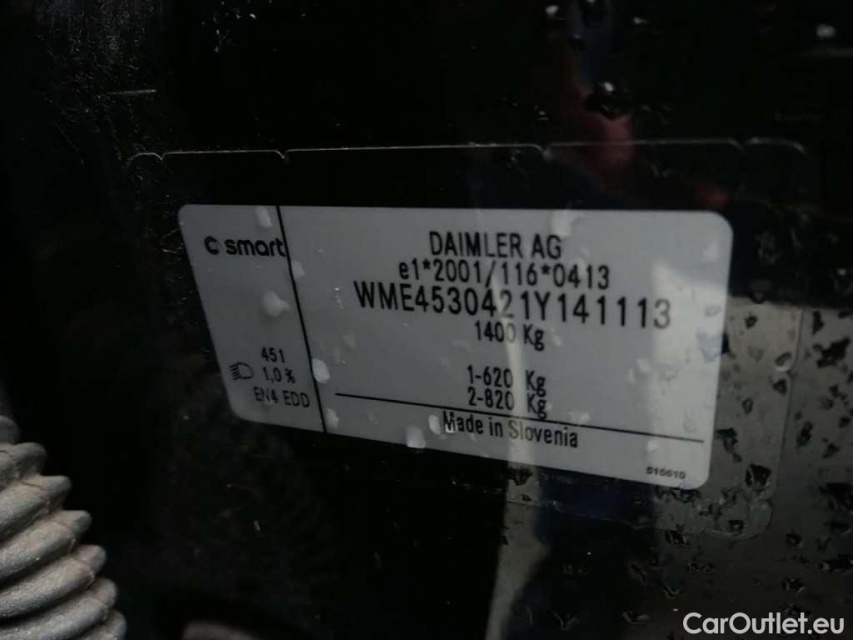 smart
451
1,0 %
EN4 EDD
DAIMLER AG
e1*2001/116*0413
WME4530421Y141113
1400 Kg
1-620 Kg
2-820 Kg
Made in Slovenia
CarOutlet.eu